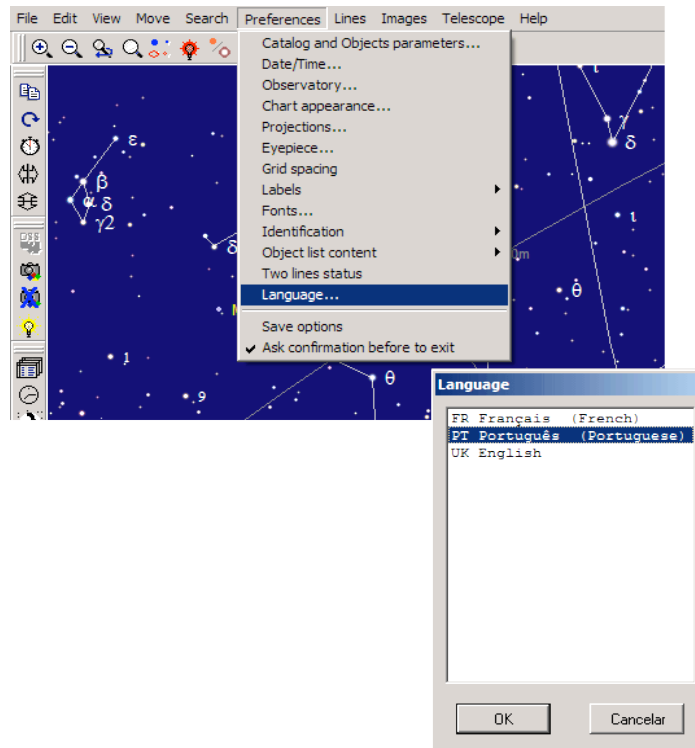 File Edit View Move Search Preferences Lines Images Telescope Help
Catalog and Objects parameters...
Date/Time...
Observatory...
Chart appearance...
Projections...
Eyepiece...
Grid spacing
Labels
Fonts...
Identification
Object list content
Two lines status
Language...
Save options
Ask confirmation before to exit
DSS
ε
β
α δ
γ2
δ
M
1
9
θ
ι
γ
δ
ι
0m
θ
Language
FR Français (French)
PT Português (Portuguese)
UK English
OK Cancelar